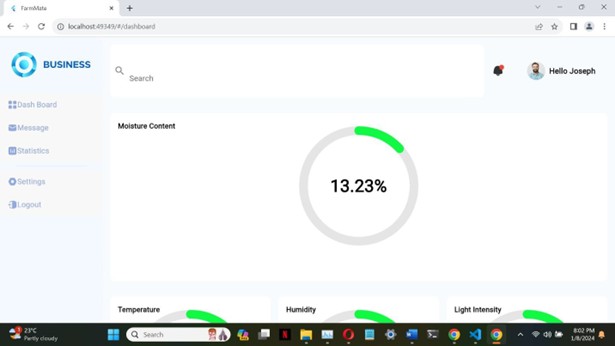 FarmMate
localhost:49349/#/dashboard
BUSINESS
Search
Hello Joseph
Dash Board
Message
Statistics
Settings
Logout
Moisture Content
13.23%
Temperature
Humidity
Light Intensity
23°C
Partly cloudy
Search
8:02 PM
1/8/2024